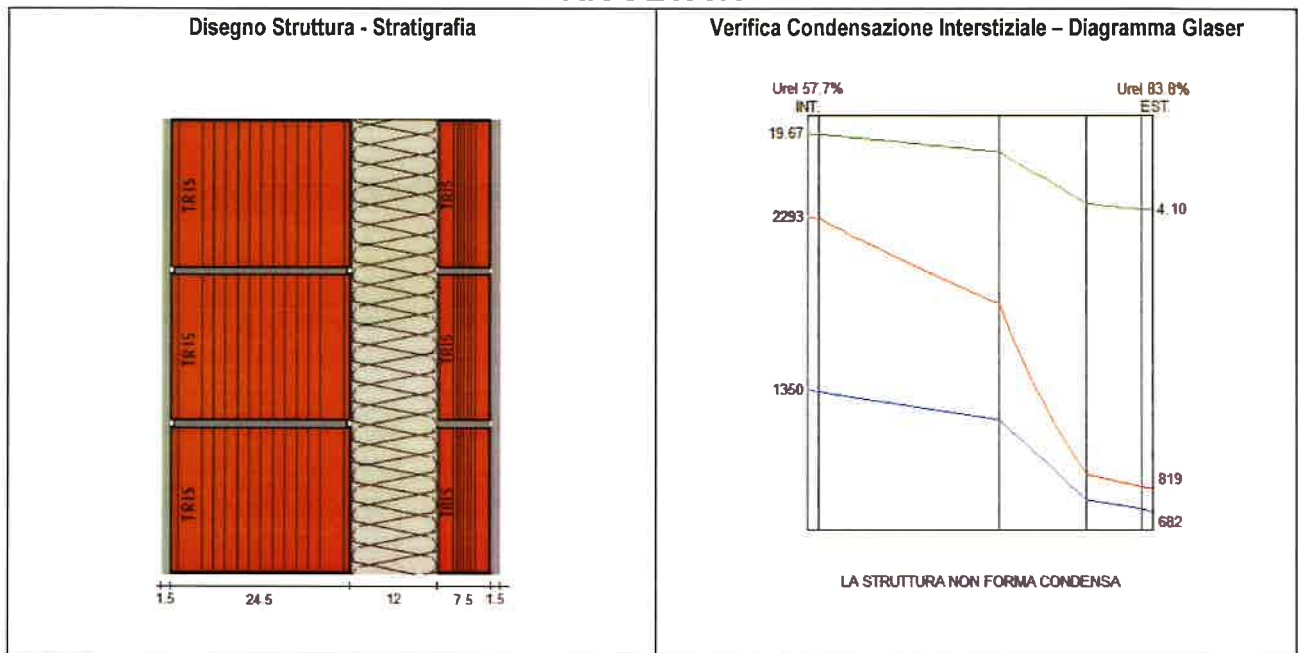 Disegno Struttura - Stratigrafia
TRIS
TRIS
TRIS
TRIS
TRIS
TRIS
1.5 24.5 12 7.5 1.5
Verifica Condensazione Interstiziale – Diagramma Glaser
Urel 57.7% Urel 83.8%
INT. EST.
19.67
4.10
2293
1350
819
682
LA STRUTTURA NON FORMA CONDENSA